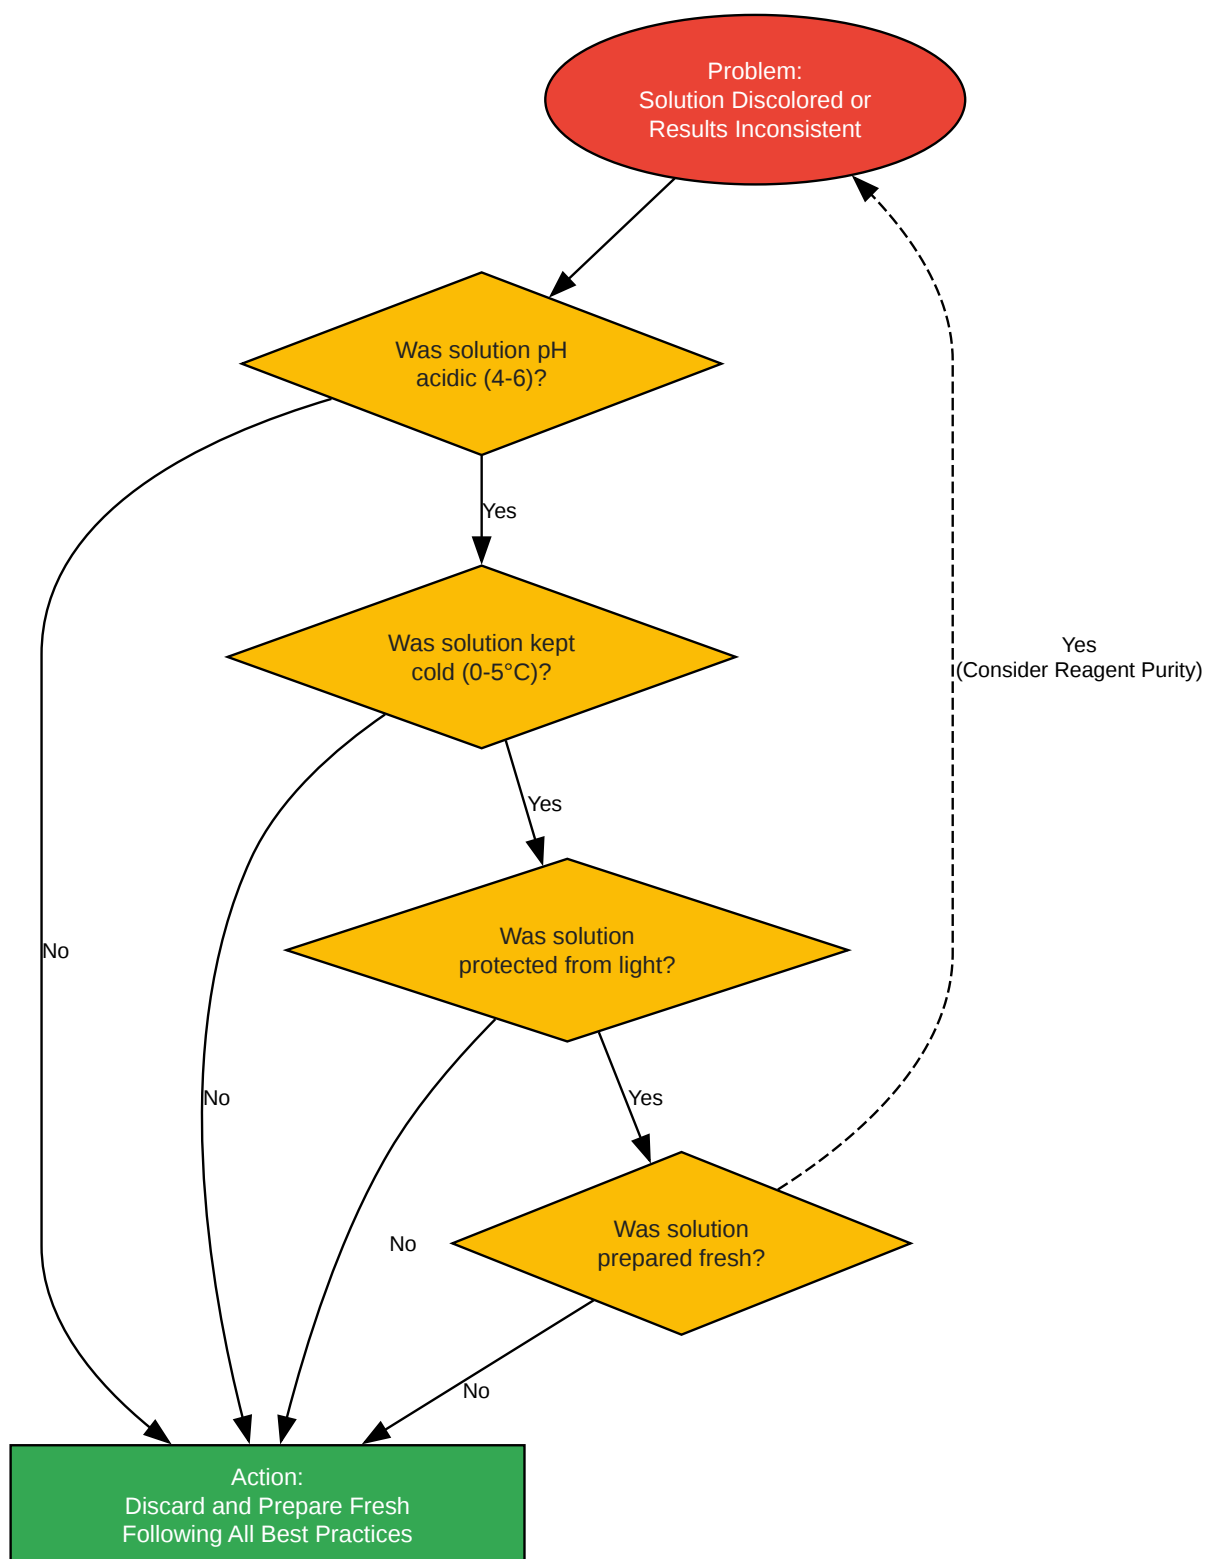 Problem:
Solution Discolored or
Results Inconsistent
Was solution pH
acidic (4-6)?
Yes
Was solution kept
cold (0-5°C)?
Yes
(Consider Reagent Purity)
Yes
Was solution
protected from light?
No
No
Yes
Was solution
prepared fresh?
No
No
Action:
Discard and Prepare Fresh
Following All Best Practices